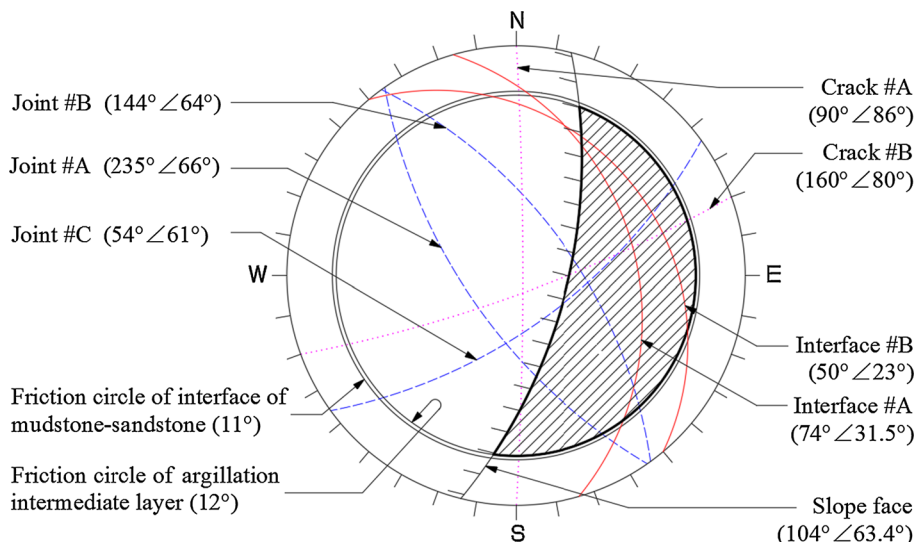 N
Joint #B (144°∠64°)
Joint #A (235°∠66°)
Joint #C (54°∠61°)
W
Friction circle of interface of
mudstone-sandstone (11°)
Friction circle of argillation
intermediate layer (12°)
Crack #A
(90°∠86°)
Crack #B
(160°∠80°)
E
Interface #B
(50°∠23°)
Interface #A
(74°∠31.5°)
Slope face
(104°∠63.4°)
S